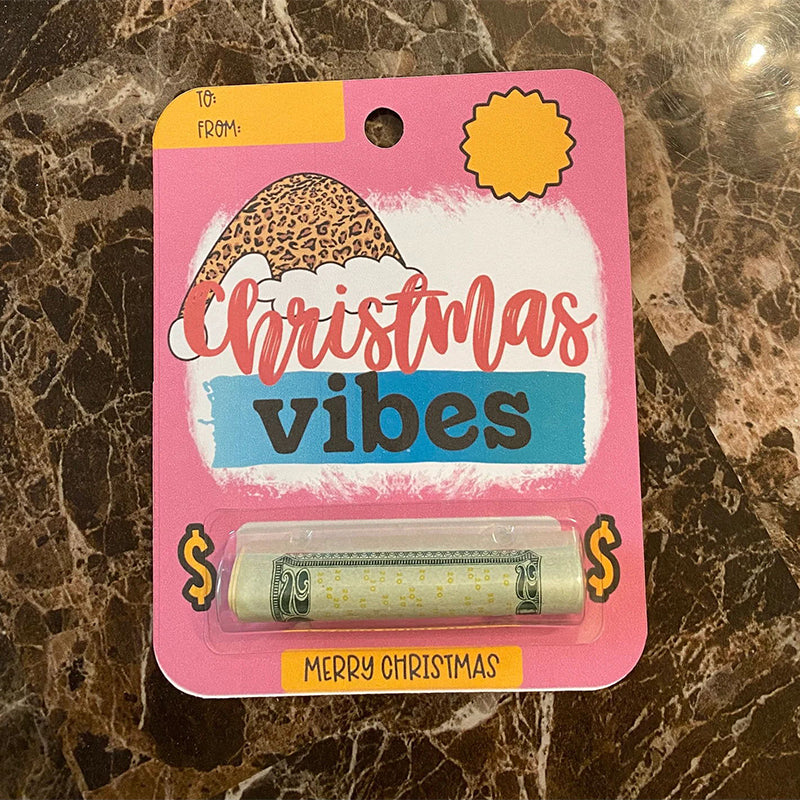 TO:
FROM:
Christmas
vibes
$ $
MERRY CHRISTMAS